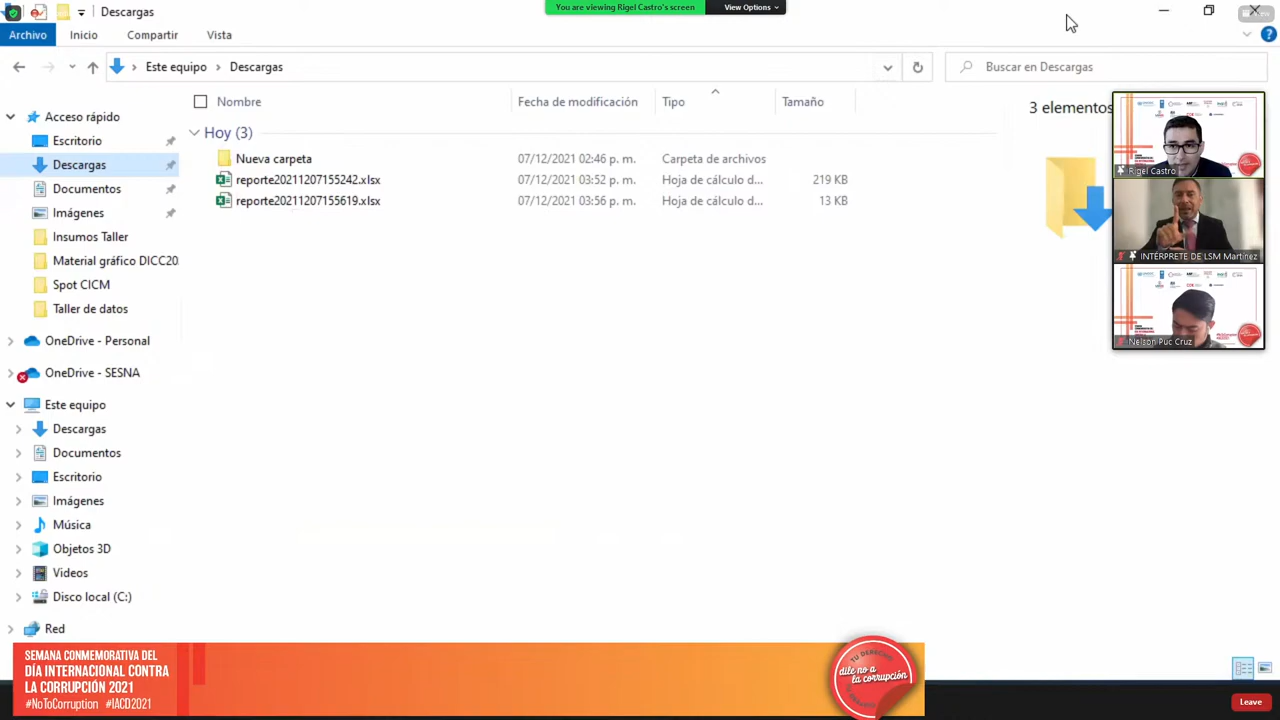 Descargas
You are viewing Rigel Castro's screen
View Options
View
Archivo
Inicio
Compartir
Vista
Este equipo
Descargas
Buscar en Descargas
Nombre
Fecha de modificación
Tipo
Tamaño
3 elementos
Hoy (3)
Nueva carpeta
07/12/2021 02:46 p. m.
Carpeta de archivos
reporte20211207155242.xlsx
07/12/2021 03:52 p. m.
Hoja de cálculo d...
219 KB
reporte20211207155619.xlsx
07/12/2021 03:56 p. m.
Hoja de cálculo d...
13 KB
Acceso rápido
Escritorio
Descargas
Documentos
Imágenes
Insumos Taller
Material gráfico DICC20
Spot CICM
Taller de datos
OneDrive - Personal
OneDrive - SESNA
Este equipo
Descargas
Documentos
Escritorio
Imágenes
Música
Objetos 3D
Videos
Disco local (C:)
Red
Rigel Castro
INTÉRPRETE DE LSM Martínez
Nelson Puc Cruz
SEMANA CONMEMORATIVA DEL
DÍA INTERNACIONAL CONTRA
LA CORRUPCIÓN 2021
#NoToCorruption #IACD2021
TU DERECHO
dile no a
la corrupción
Leave